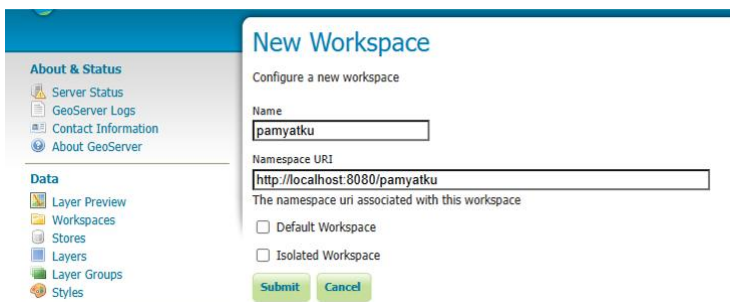 About & Status
Server Status
GeoServer Logs
Contact Information
About GeoServer
Data
Layer Preview
Workspaces
Stores
Layers
Layer Groups
Styles
New Workspace
Configure a new workspace
Name
pamyatku
Namespace URI
http://localhost:8080/pamyatku
The namespace uri associated with this workspace
Default Workspace
Isolated Workspace
Submit Cancel